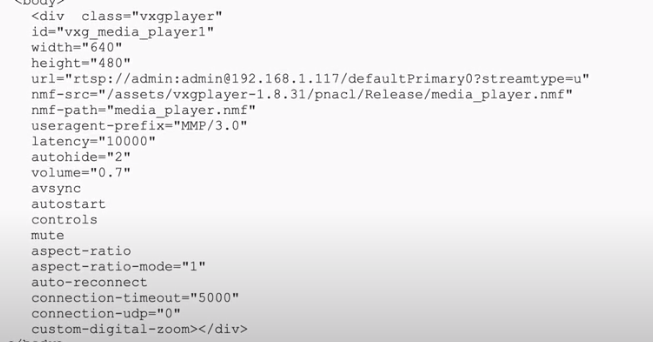 <body>
<div  class="vxgplayer"
id="vxg_media_player1"
width="640"
height="480"
url="rtsp://admin:admin@192.168.1.117/defaultPrimary0?streamtype=u"
nmf-src="/assets/vxgplayer-1.8.31/pnacl/Release/media_player.nmf"
nmf-path="media_player.nmf"
useragent-prefix="MMP/3.0"
latency="10000"
autohide="2"
volume="0.7"
avsync
autostart
controls
mute
aspect-ratio
aspect-ratio-mode="1"
auto-reconnect
connection-timeout="5000"
connection-udp="0"
custom-digital-zoom></div>
</body>